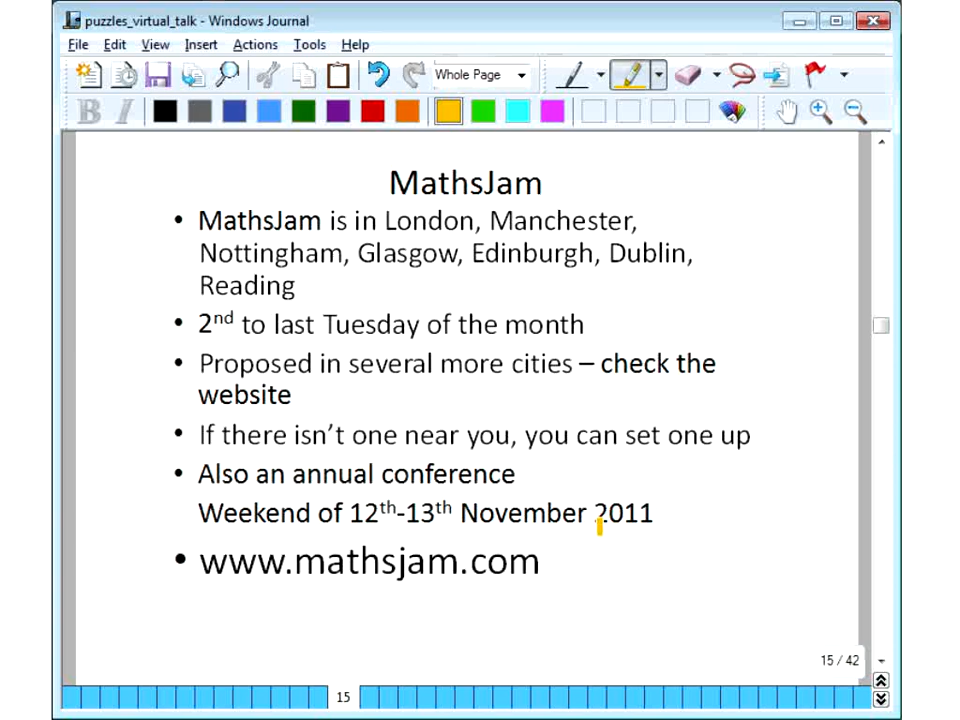 puzzles_virtual_talk - Windows Journal
File Edit View Insert Actions Tools Help
Whole Page
B I
MathsJam
• MathsJam is in London, Manchester,
Nottingham, Glasgow, Edinburgh, Dublin,
Reading
• 2nd to last Tuesday of the month
• Proposed in several more cities – check the
website
• If there isn't one near you, you can set one up
• Also an annual conference
Weekend of 12th-13th November 2011
• www.mathsjam.com
15 / 42
15